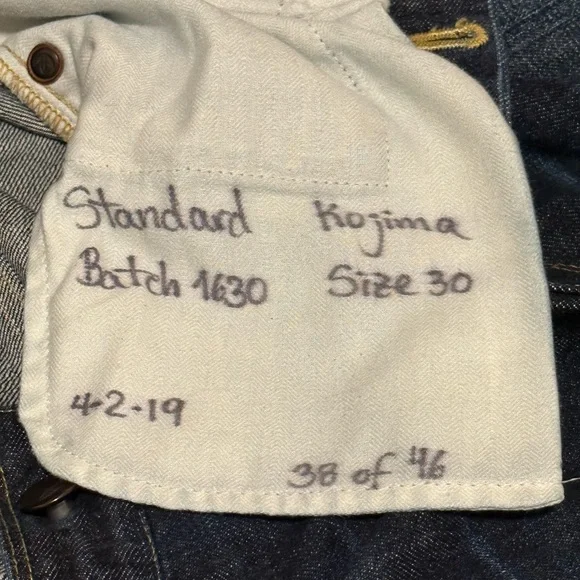 Standard Kojima
Batch 1630 Size 30
4-2-19
38 of 46